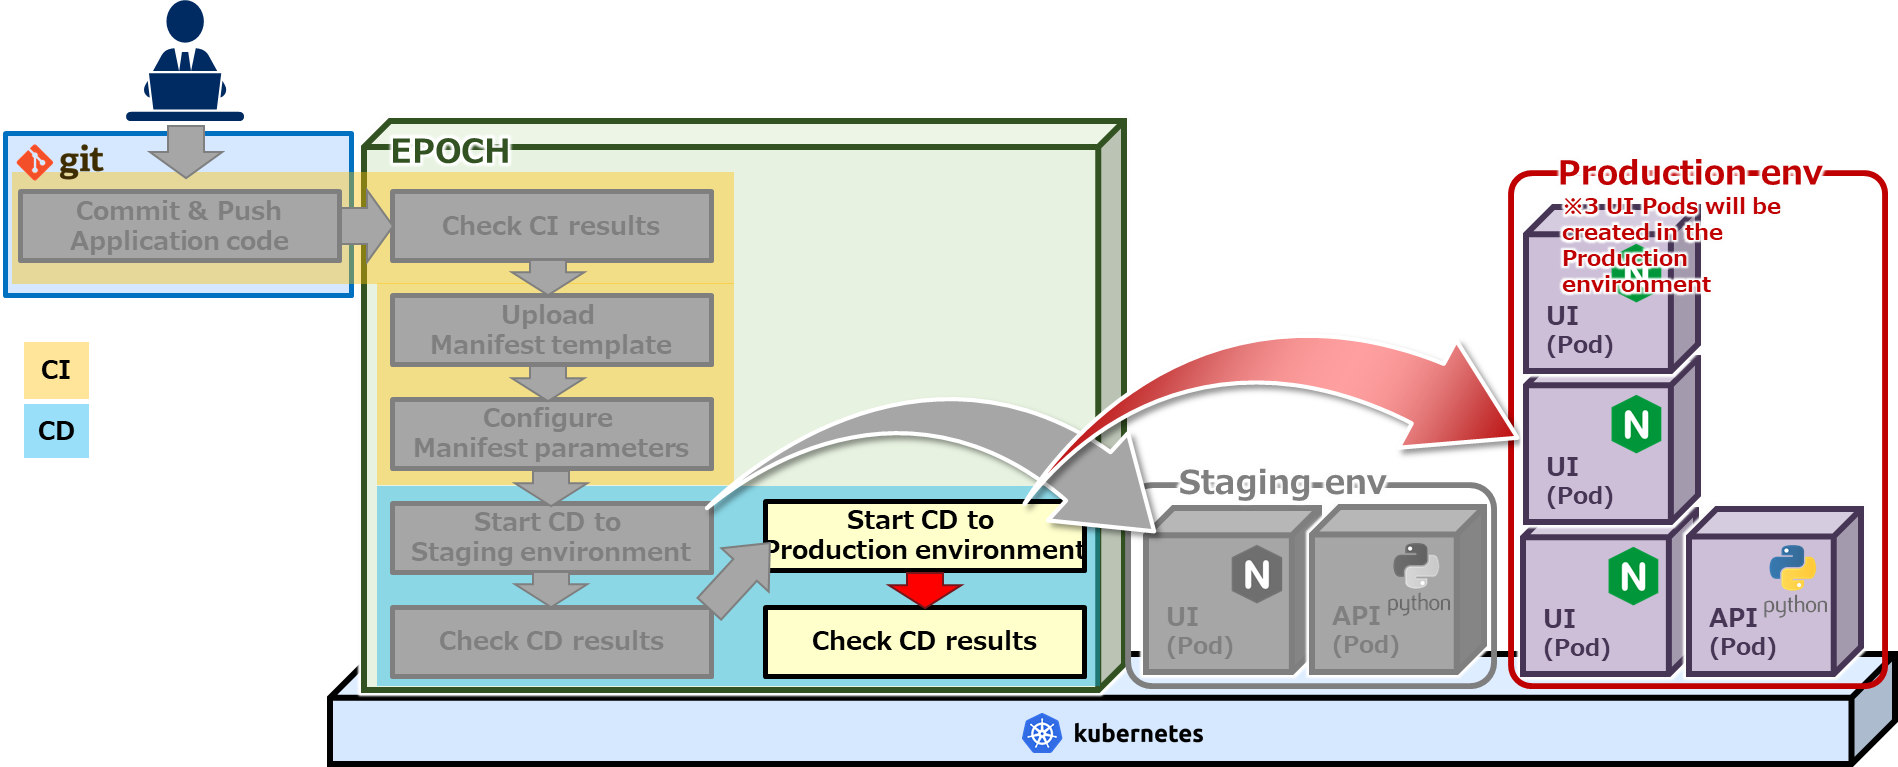 git
Commit & Push
Application code
CI
CD
EPOCH
Check CI results
Upload
Manifest template
Configure
Manifest parameters
Start CD to
Staging environment
Check CD results
Start CD to
Production environment
Check CD results
Staging env
N
UI
(Pod)
python
API
(Pod)
Production env
※3 UI Pods will be
created in the
Production
environment
N
UI
(Pod)
N
UI
(Pod)
N
UI
(Pod)
python
API
(Pod)
kubernetes